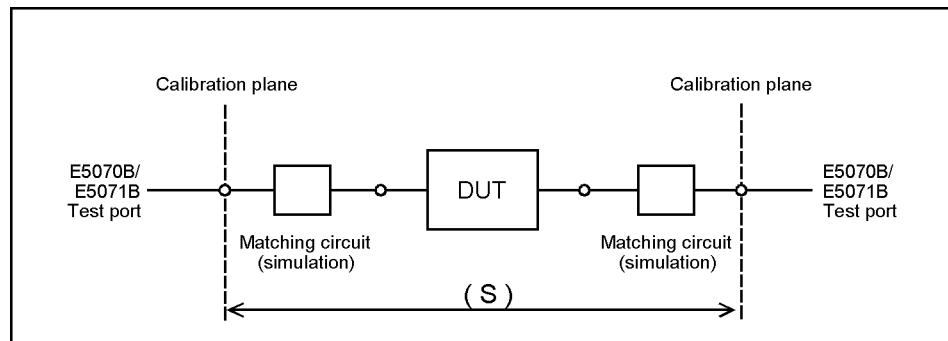 Calibration plane
Calibration plane
E5070B/
E5071B
Test port
DUT
E5070B/
E5071B
Test port
Matching circuit
(simulation)
Matching circuit
(simulation)
( S )